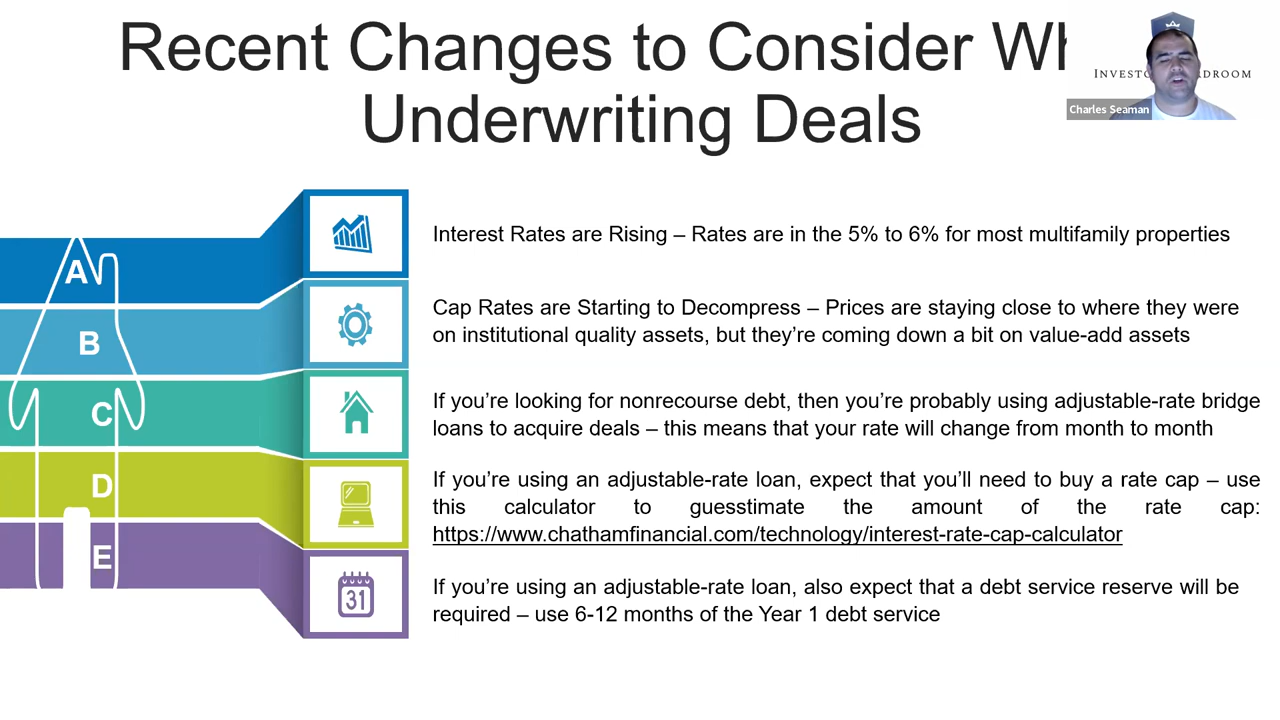 Recent Changes to Consider Wh
Underwriting Deals
INVESTO DROOM
Charles Seaman
A
Interest Rates are Rising – Rates are in the 5% to 6% for most multifamily properties
B
Cap Rates are Starting to Decompress – Prices are staying close to where they were
on institutional quality assets, but they're coming down a bit on value-add assets
C
If you're looking for nonrecourse debt, then you're probably using adjustable-rate bridge
loans to acquire deals – this means that your rate will change from month to month
D
If you're using an adjustable-rate loan, expect that you'll need to buy a rate cap – use
this calculator to guesstimate the amount of the rate cap:
https://www.chathamfinancial.com/technology/interest-rate-cap-calculator
E
31
If you're using an adjustable-rate loan, also expect that a debt service reserve will be
required – use 6-12 months of the Year 1 debt service